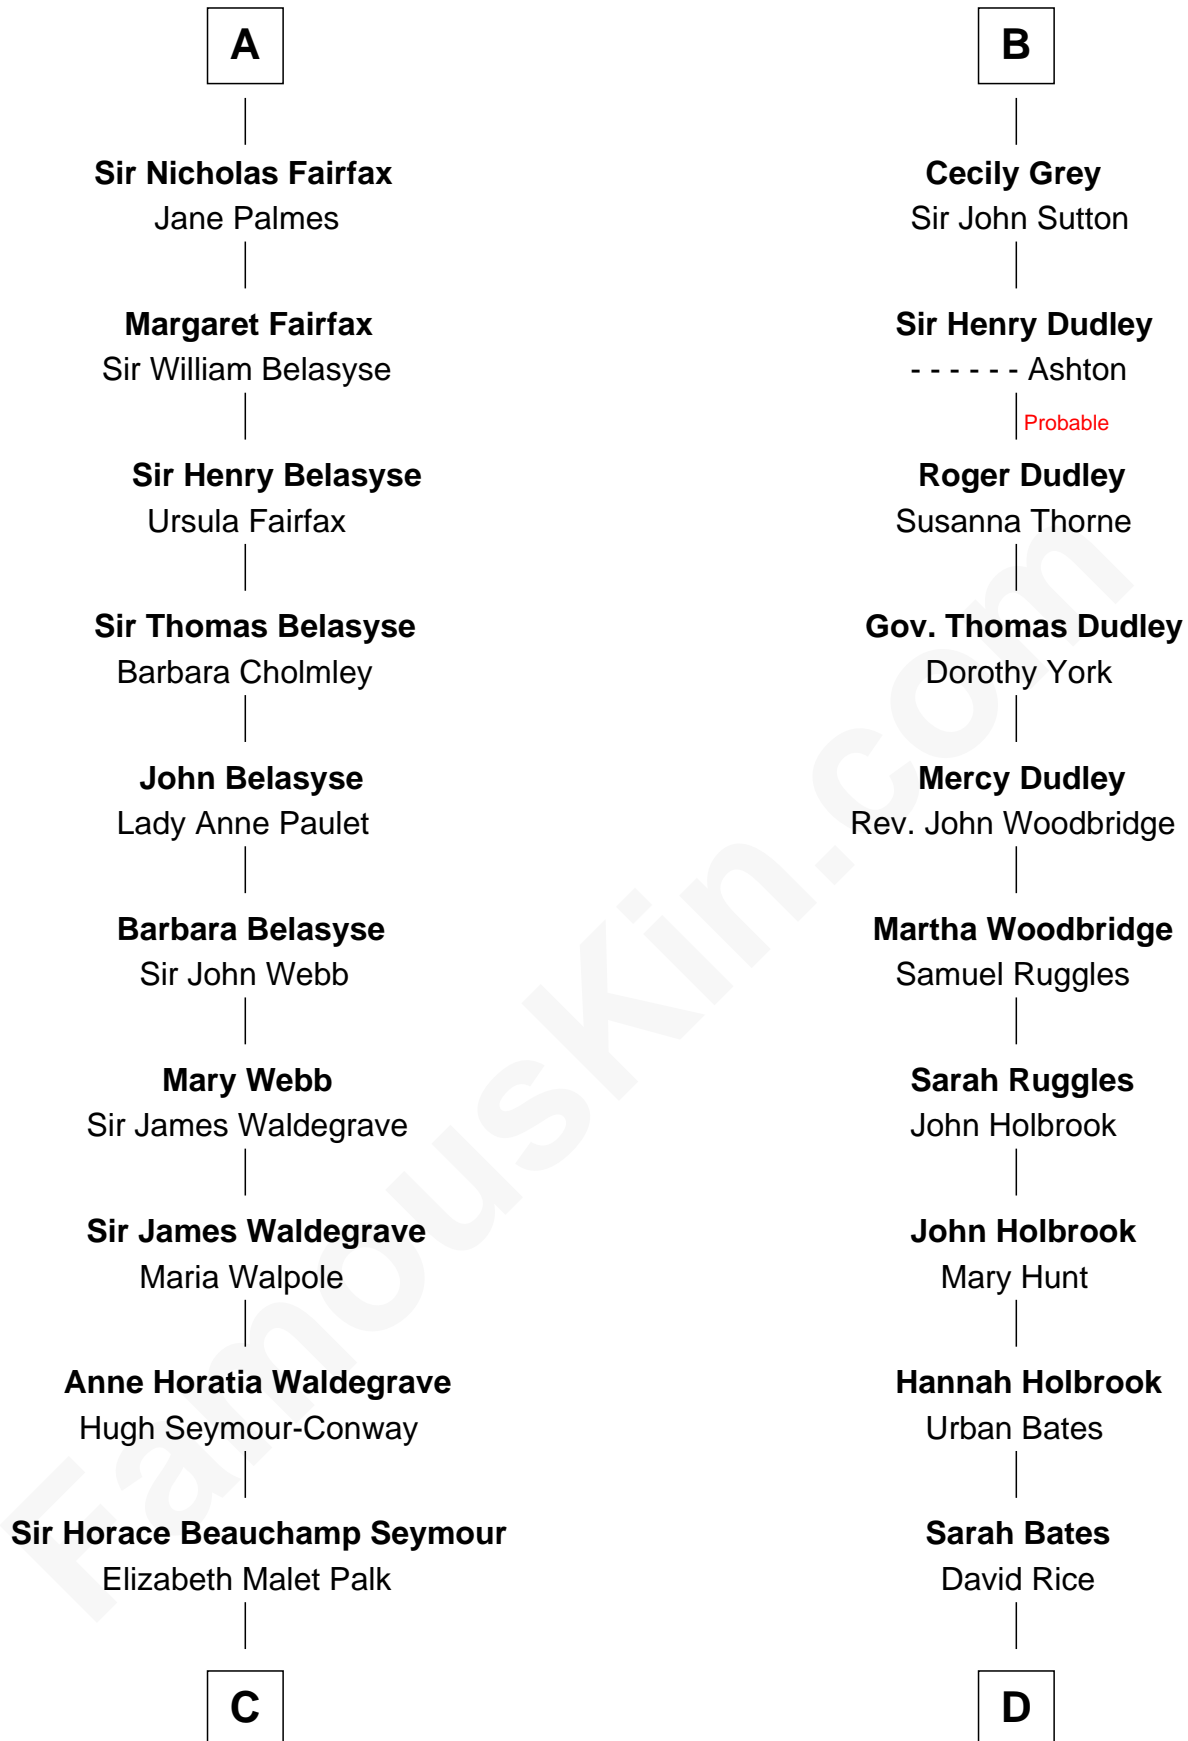 A
Sir Nicholas Fairfax
Jane Palmes
Margaret Fairfax
Sir William Belasyse
Sir Henry Belasyse
Ursula Fairfax
Sir Thomas Belasyse
Barbara Cholmley
John Belasyse
Lady Anne Paulet
Barbara Belasyse
Sir John Webb
Mary Webb
Sir James Waldegrave
Sir James Waldegrave
Maria Walpole
Anne Horatia Waldegrave
Hugh Seymour-Conway
Sir Horace Beauchamp Seymour
Elizabeth Malet Palk
C
B
Cecily Grey
Sir John Sutton
Sir Henry Dudley
- - - - - - Ashton
Probable
Roger Dudley
Susanna Thorne
Gov. Thomas Dudley
Dorothy York
Mercy Dudley
Rev. John Woodbridge
Martha Woodbridge
Samuel Ruggles
Sarah Ruggles
John Holbrook
John Holbrook
Mary Hunt
Hannah Holbrook
Urban Bates
Sarah Bates
David Rice
D
FamousKin.com